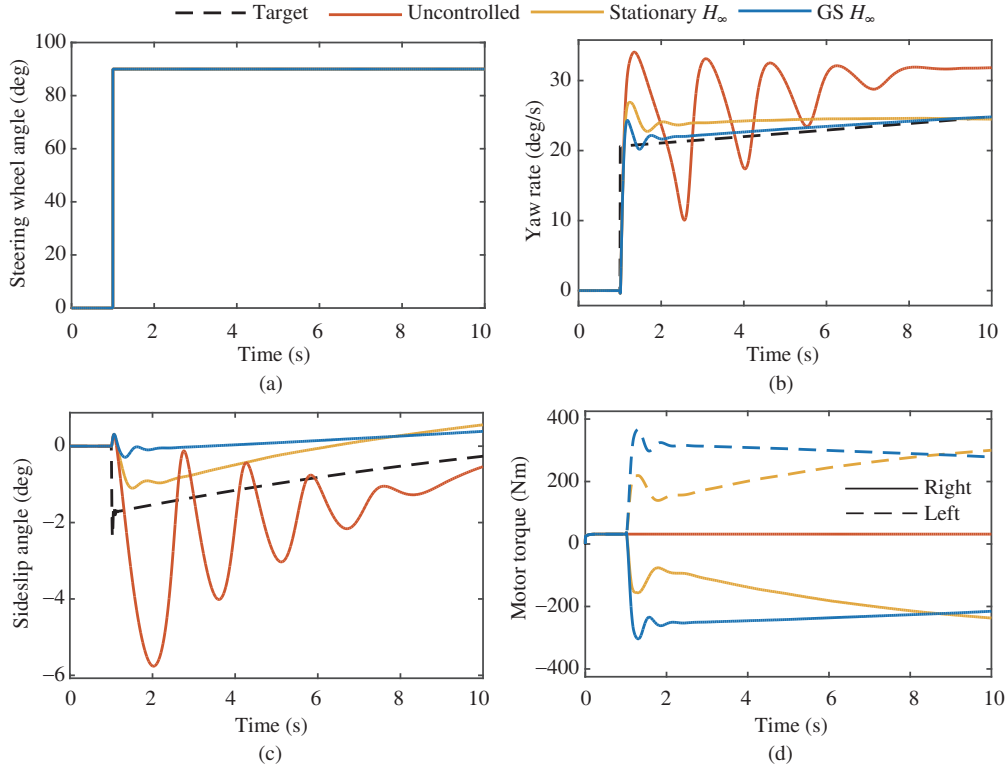 Target Uncontrolled Stationary H∞ GS H∞
100
80
60
40
20
0
Steering wheel angle (deg)
0 2 4 6 8 10
Time (s)
(a)
30
20
10
0
Yaw rate (deg/s)
0 2 4 6 8 10
Time (s)
(b)
0
−2
−4
−6
Sideslip angle (deg)
0 2 4 6 8 10
Time (s)
(c)
400
200
0
−200
−400
Motor torque (Nm)
Right
Left
0 2 4 6 8 10
Time (s)
(d)